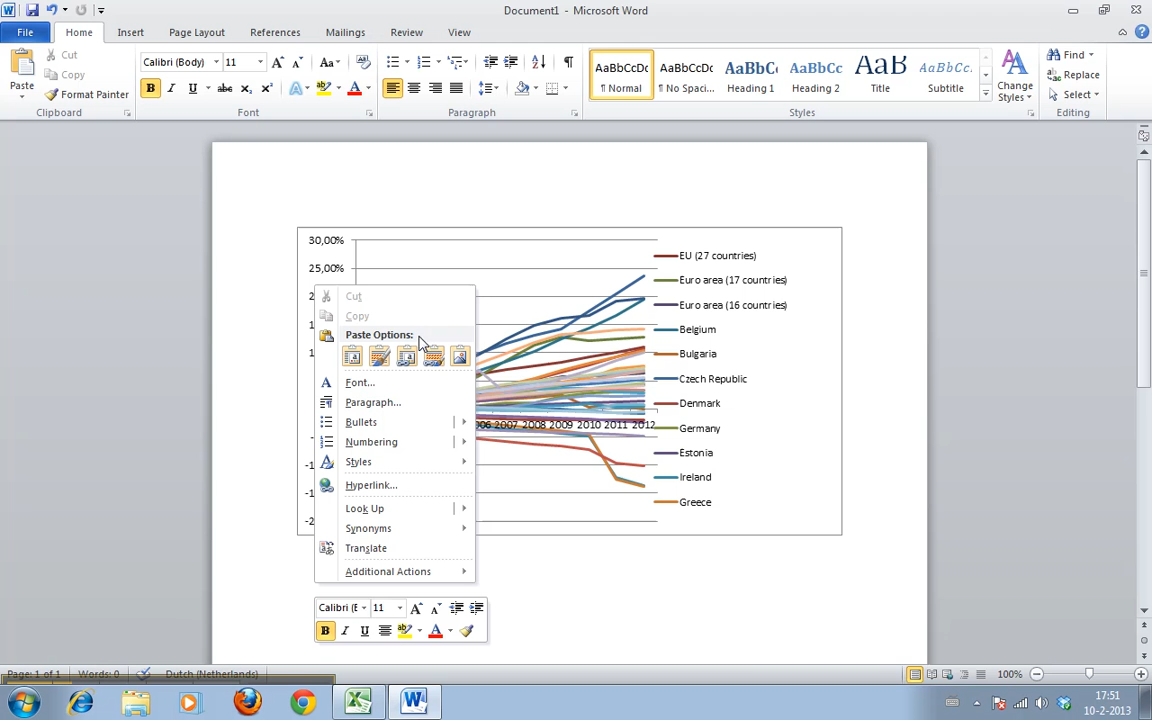 Document1 - Microsoft Word
File Home Insert Page Layout References Mailings Review View
Paste
Cut
Copy
Format Painter
Clipboard
Calibri (Body) 11
Font
Paragraph
AaBbCcDc AaBbCcDc AaBbC AaBbCc AaB AaBbCc.
¶ Normal ¶ No Spaci... Heading 1 Heading 2 Title Subtitle
Change
Styles
Styles
Find
Replace
Select
Editing
30,00%
25,00%
2007 2008 2009 2010 2011 2012
EU (27 countries)
Euro area (17 countries)
Euro area (16 countries)
Belgium
Bulgaria
Czech Republic
Denmark
Germany
Estonia
Ireland
Greece
Cut
Copy
Paste Options:
Font...
Paragraph...
Bullets
Numbering
Styles
Hyperlink...
Look Up
Synonyms
Translate
Additional Actions
Calibri (E 11
Page: 1 of 1 Words: 0 Dutch (Netherlands) 100%
17:51
10-2-2013